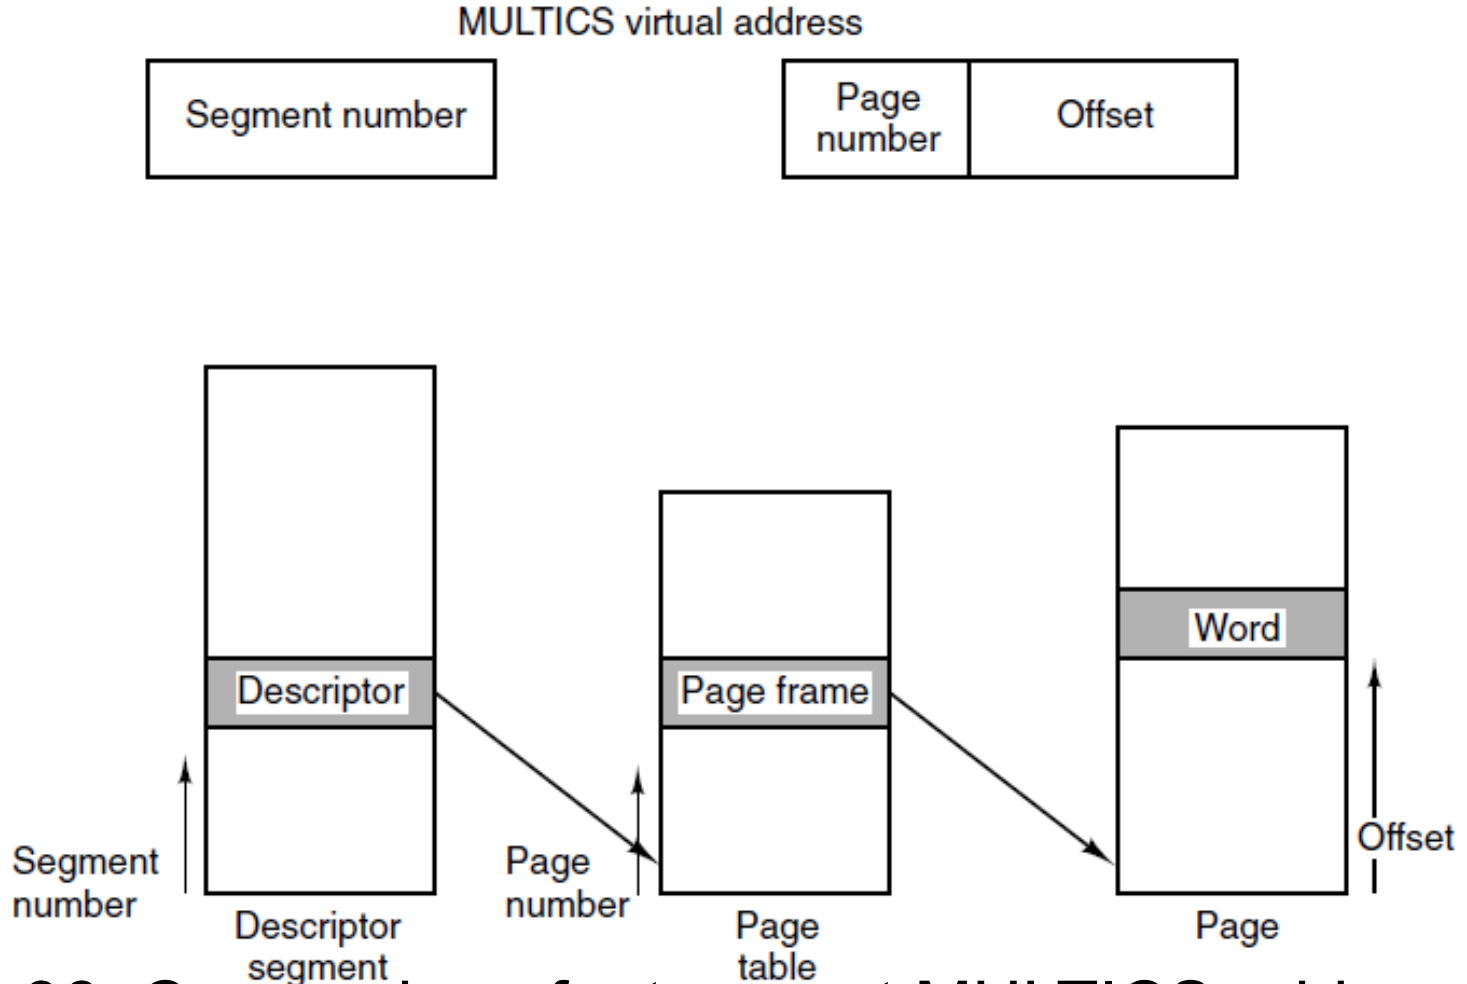 MULTICS virtual address
Segment number
Page
number
Offset
Descriptor
Page frame
Word
Segment
number
Page
number
Offset
Descriptor
segment
Page
table
Page
MULTICS